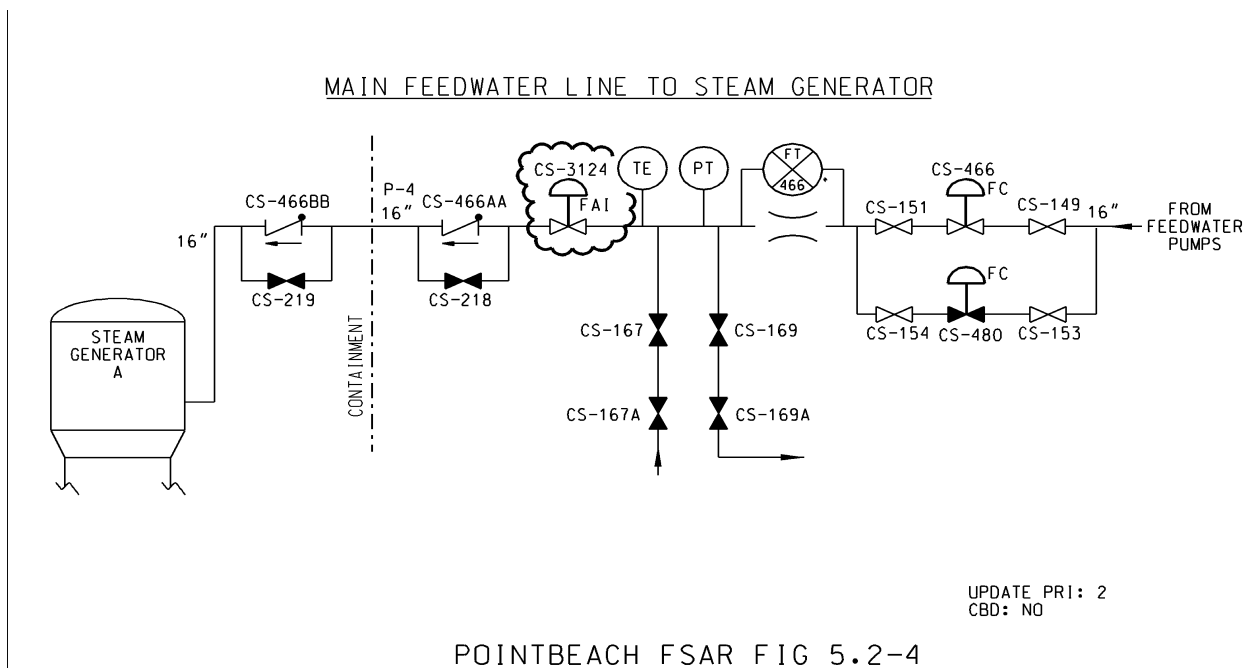 MAIN FEEDWATER LINE TO STEAM GENERATOR
CS-466BB
P-4
16"
CS-466AA
CS-3124
FAI
TE
PT
FT
466
CS-466
FC
CS-151
CS-149
16"
FROM
FEEDWATER
PUMPS
16"
CS-219
CS-218
FC
CS-154
CS-480
CS-153
STEAM
GENERATOR
A
CONTAINMENT
CS-167
CS-169
CS-167A
CS-169A
UPDATE PRI: 2
CBD: NO
POINTBEACH FSAR FIG 5.2-4